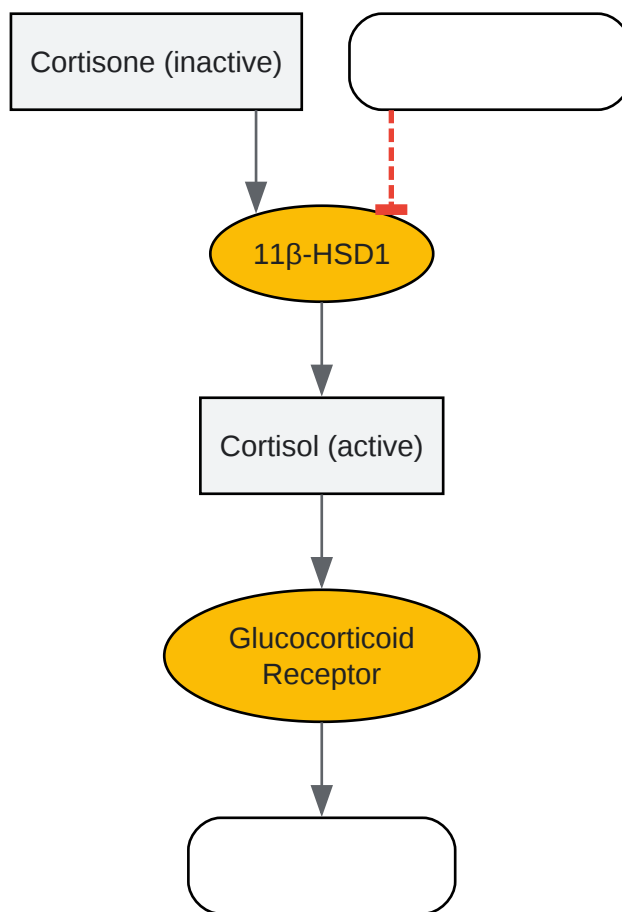 Cortisone (inactive)
11β-HSD1
Cortisol (active)
Glucocorticoid
Receptor